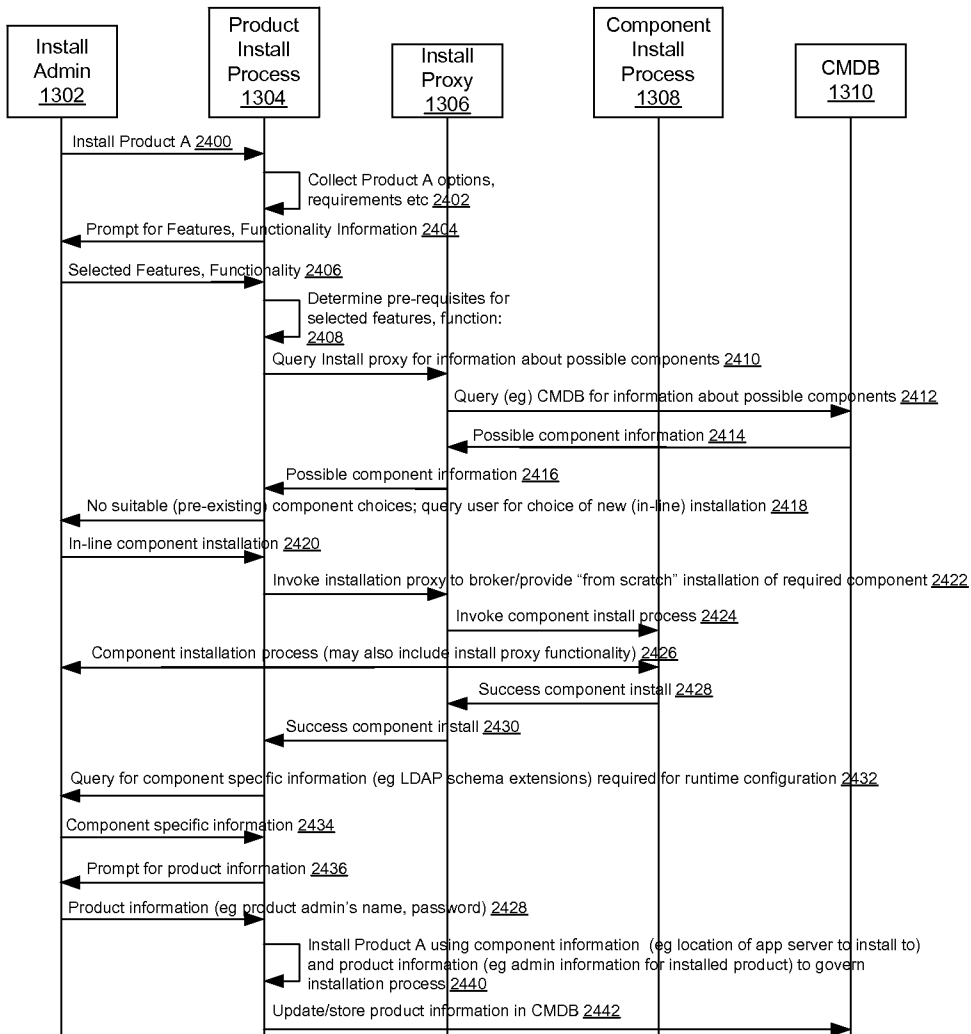 Install
Admin
1302
Product
Install
Process
1304
Install
Proxy
1306
Component
Install
Process
1308
CMDB
1310
Install Product A 2400
Collect Product A options,
requirements etc 2402
Prompt for Features, Functionality Information 2404
Selected Features, Functionality 2406
Determine pre-requisites for
selected features, function:
2408
Query Install proxy for information about possible components 2410
Query (eg) CMDB for information about possible components 2412
Possible component information 2414
Possible component information 2416
No suitable (pre-existing) component choices; query user for choice of new (in-line) installation 2418
In-line component installation 2420
Invoke installation proxy to broker/provide “from scratch” installation of required component 2422
Invoke component install process 2424
Component installation process (may also include install proxy functionality) 2426
Success component install 2428
Success component install 2430
Query for component specific information (eg LDAP schema extensions) required for runtime configuration 2432
Component specific information 2434
Prompt for product information 2436
Product information (eg product admin’s name, password) 2428
Install Product A using component information (eg location of app server to install to)
and product information (eg admin information for installed product) to govern
installation process 2440
Update/store product information in CMDB 2442